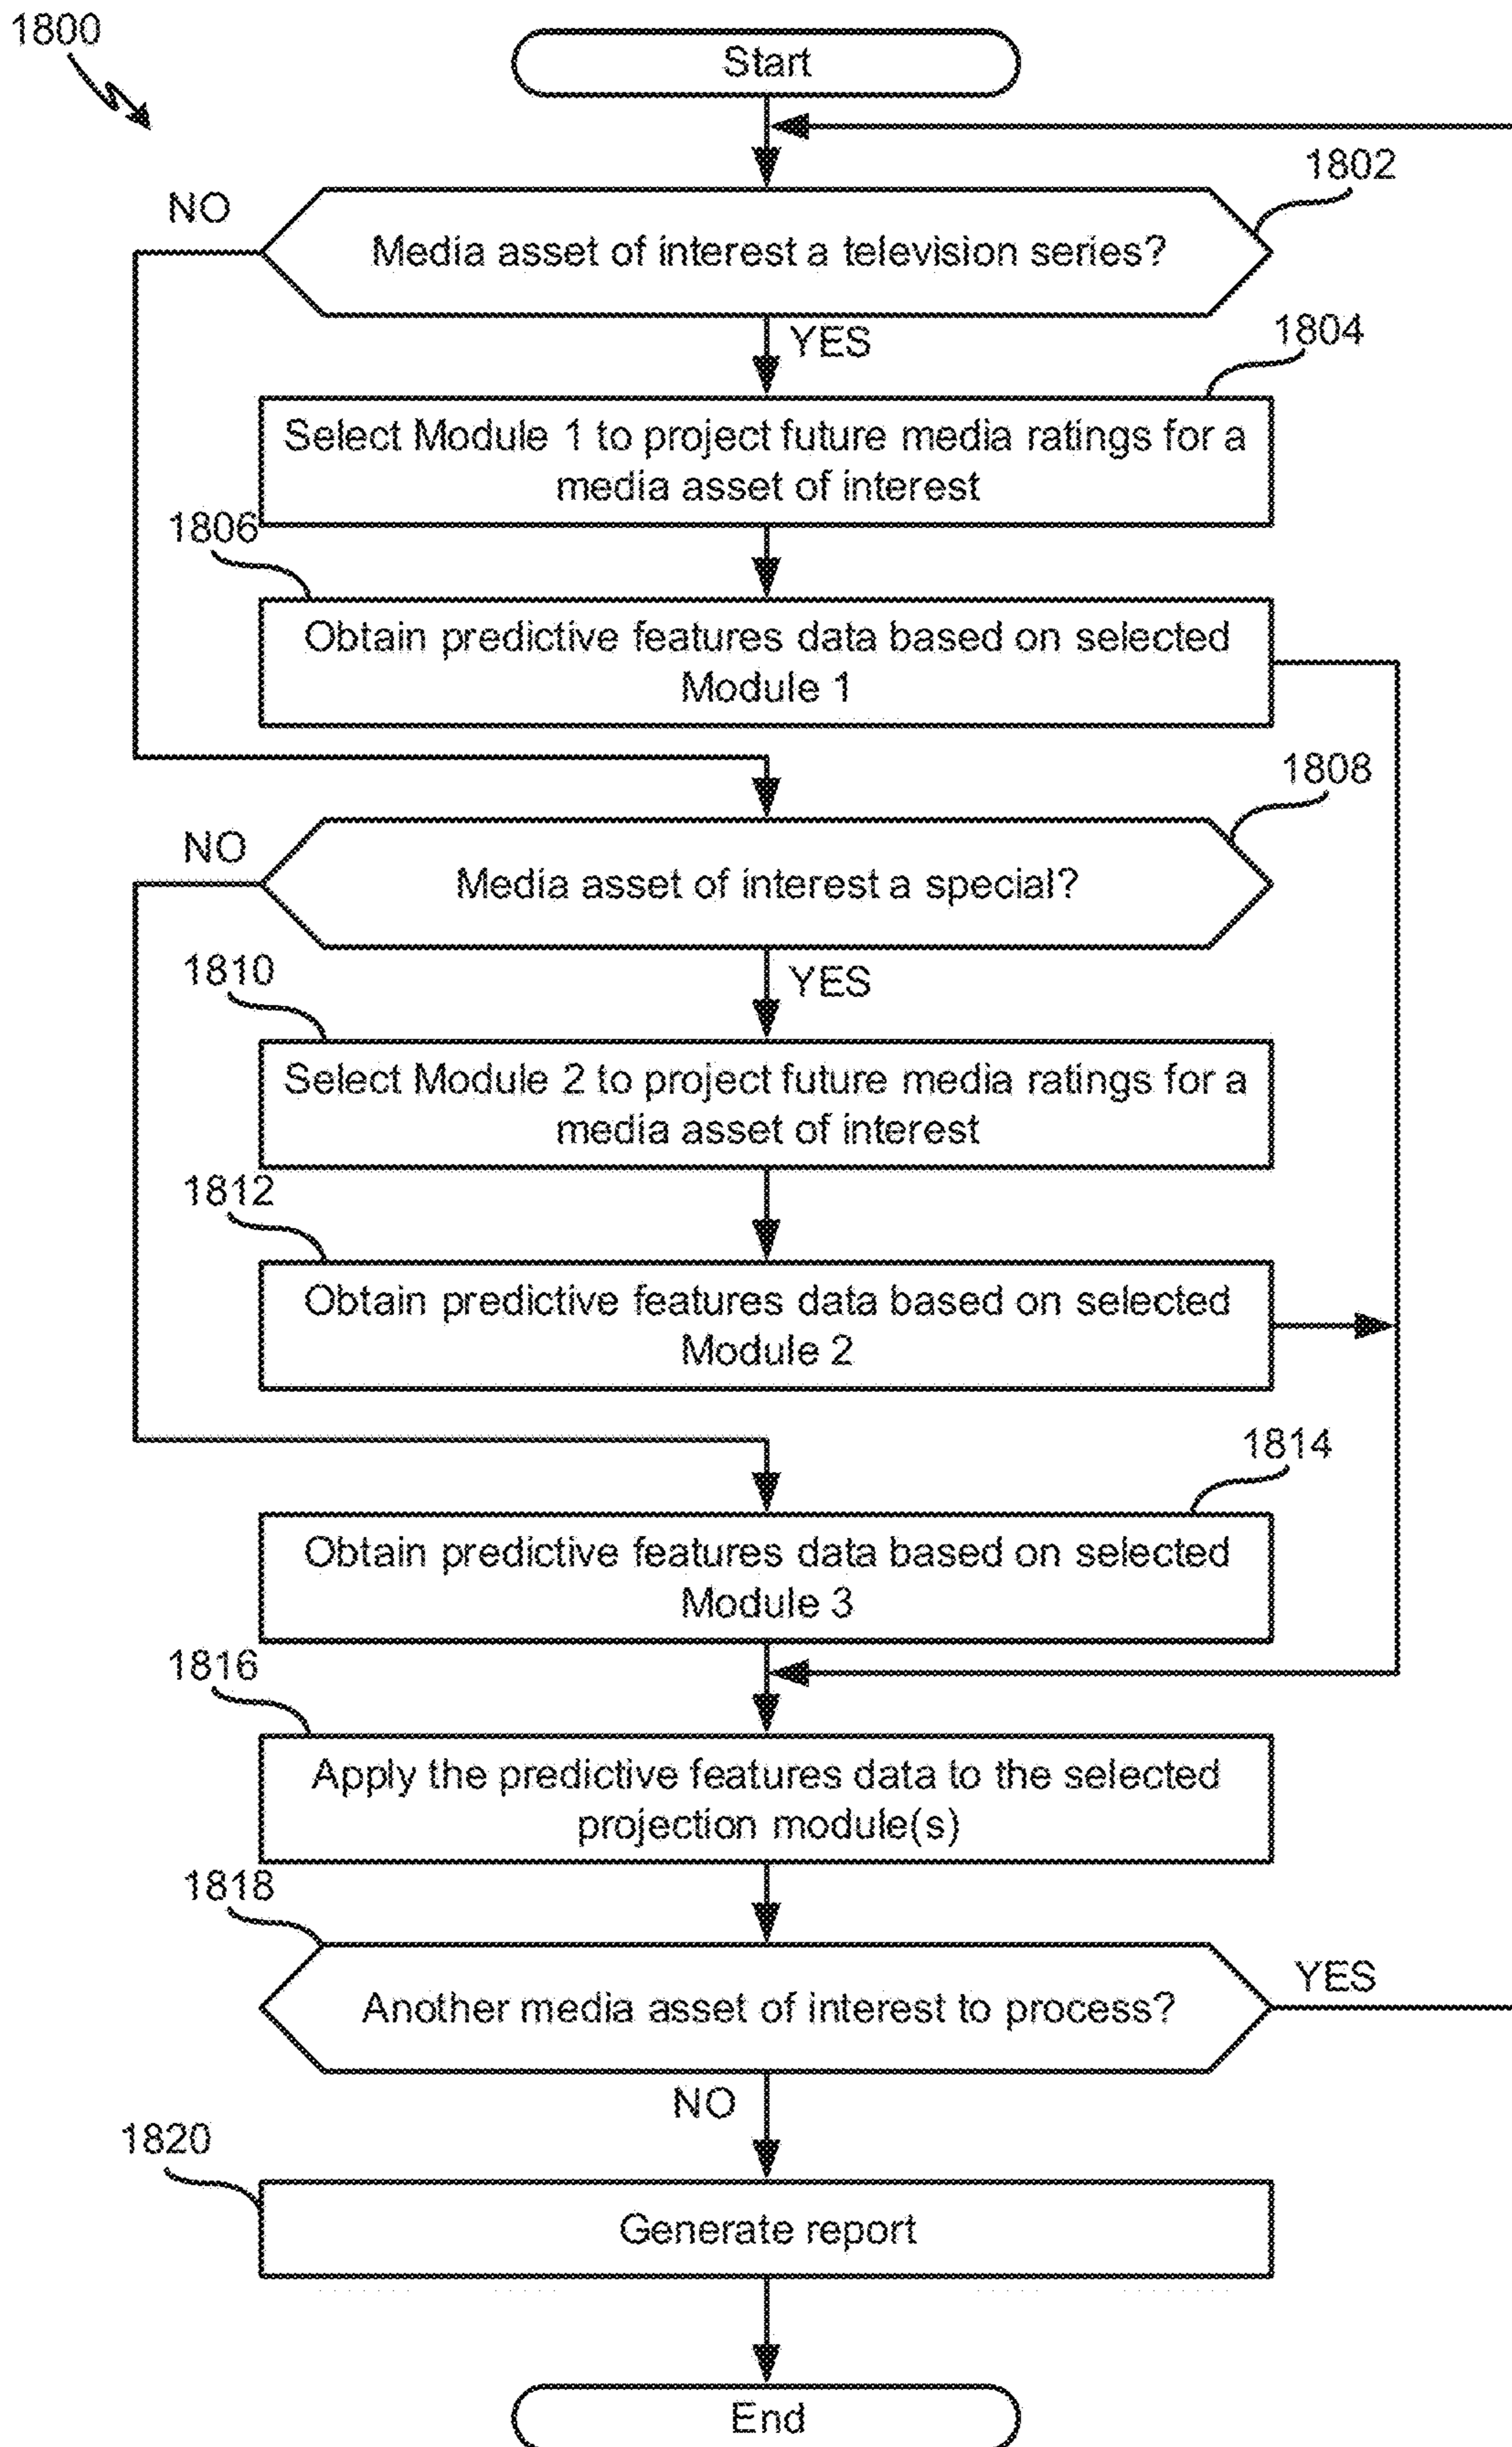 1800
Start
1802
NO
Media asset of interest a television series?
YES
1804
Select Module 1 to project future media ratings for a
media asset of interest
1806
Obtain predictive features data based on selected
Module 1
1808
NO
Media asset of interest a special?
1810
YES
Select Module 2 to project future media ratings for a
media asset of interest
1812
Obtain predictive features data based on selected
Module 2
1814
Obtain predictive features data based on selected
Module 3
1816
Apply the predictive features data to the selected
projection module(s)
1818
YES
Another media asset of interest to process?
NO
1820
Generate report
End